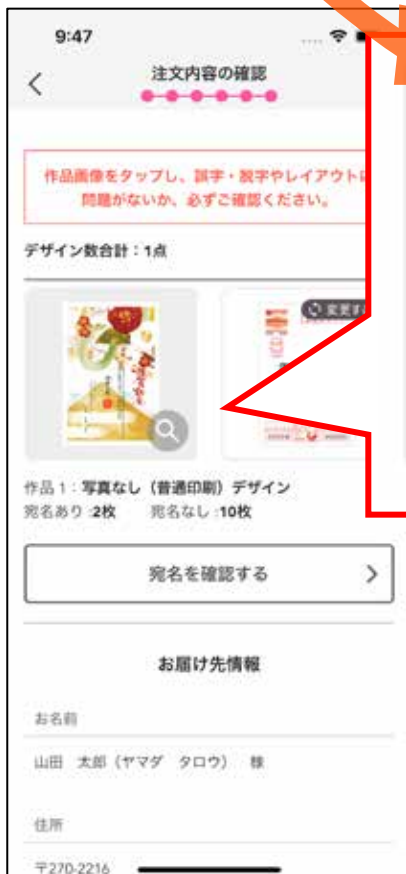 9:47
注文内容の確認
作品画像をタップし、誤字・脱字やレイアウトに
問題がないか、必ずご確認ください。
デザイン数合計：1点
変更す
作品1：写真なし（普通印刷）デザイン
宛名あり:2枚　宛名なし:10枚
宛名を確認する
お届け先情報
お名前
山田　太郎（ヤマダ　タロウ）　様
住所
〒270-2216